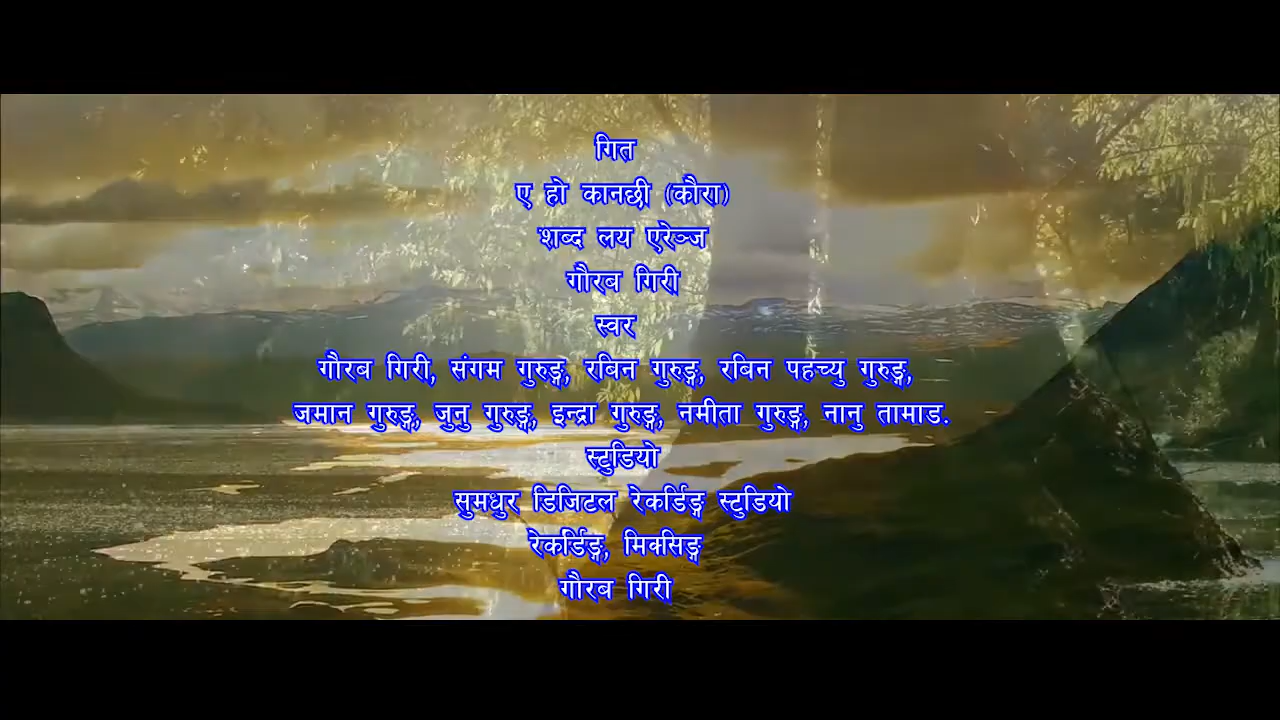 गित
ए हो कानछी (कौरा)
शब्द लय एरेञ्ज
गौरब गिरी
स्वर
गौरब गिरी, संगम गुरुङ्ग, रबिन गुरुङ्ग, रबिन पहच्यु गुरुङ्ग,
जमान गुरुङ्ग, जुनु गुरुङ्ग, इन्द्रा गुरुङ्ग, नमीता गुरुङ्ग, नानु तामाड.
स्टुडियो
सुमधुर डिजिटल रेकर्डिङ्ग स्टुडियो
रेकर्डिङ्ग, मिक्सिङ्ग
गौरब गिरी